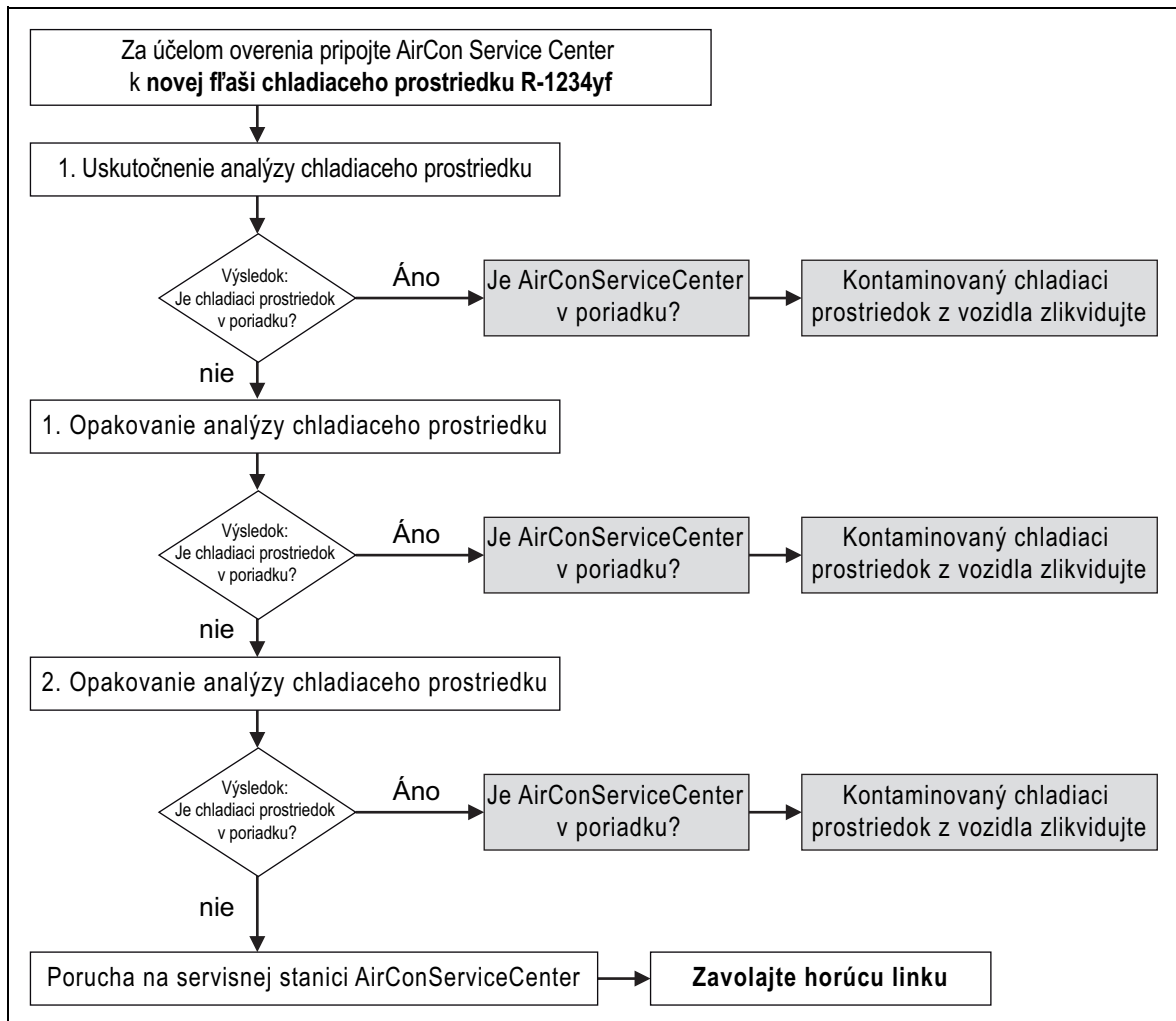 Za účelom overenia pripojte AirCon Service Center
k novej fľaši chladiaceho prostriedku R-1234yf
1. Uskutočnenie analýzy chladiaceho prostriedku
Výsledok:
Je chladiaci prostriedok
v poriadku?
Áno
Je AirConServiceCenter
v poriadku?
Kontaminovaný chladiaci
prostriedok z vozidla zlikvidujte
nie
1. Opakovanie analýzy chladiaceho prostriedku
Výsledok:
Je chladiaci prostriedok
v poriadku?
Áno
Je AirConServiceCenter
v poriadku?
Kontaminovaný chladiaci
prostriedok z vozidla zlikvidujte
nie
2. Opakovanie analýzy chladiaceho prostriedku
Výsledok:
Je chladiaci prostriedok
v poriadku?
Áno
Je AirConServiceCenter
v poriadku?
Kontaminovaný chladiaci
prostriedok z vozidla zlikvidujte
nie
Porucha na servisnej stanici AirConServiceCenter
Zavolajte horúcu linku